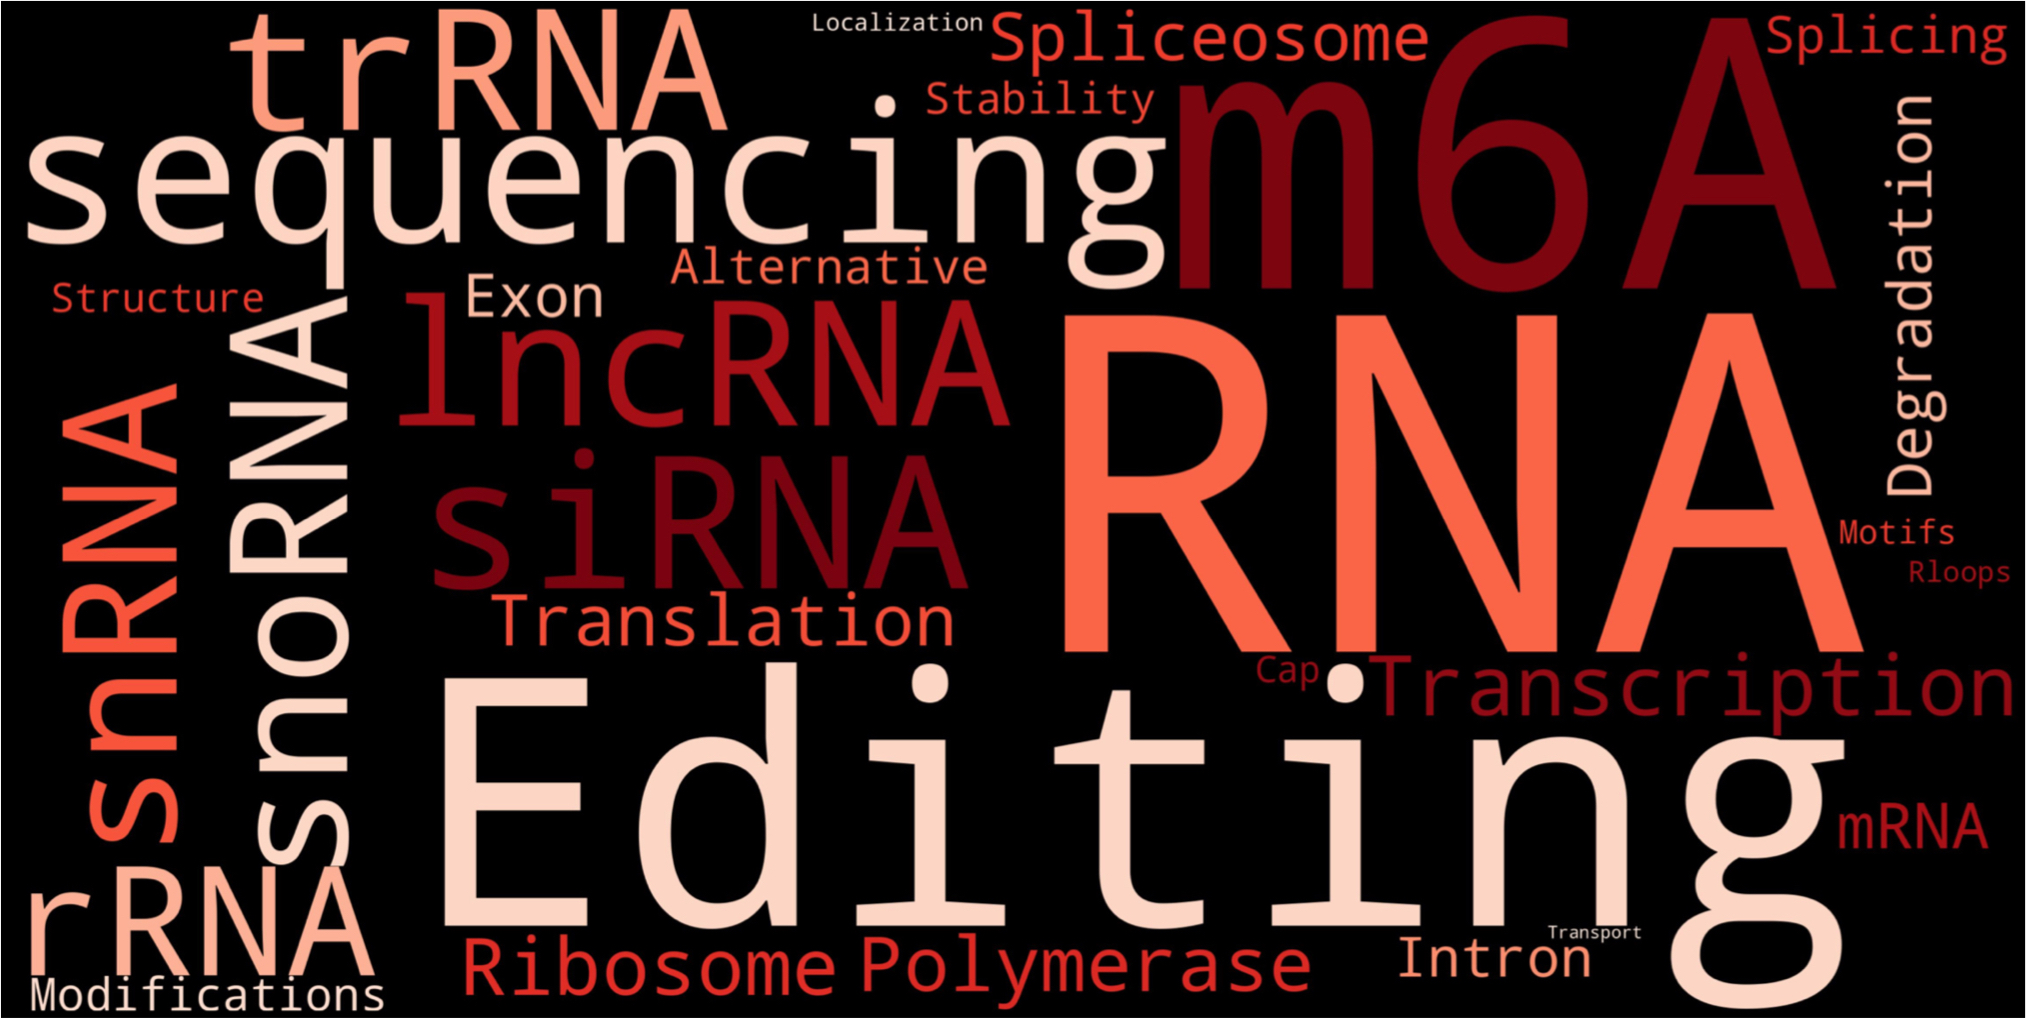 trRNA
Localization
Spliceosome
m6A
Splicing
Stability
sequencing
Degradation
Alternative
Structure
Exon
lncRNA
RNA
snoRNA
snRNA
siRNA
Motifs
Rloops
Translation
Cap
Transcription
Editing
mRNA
rRNA
Transport
Ribosome
Polymerase
Intron
Modifications